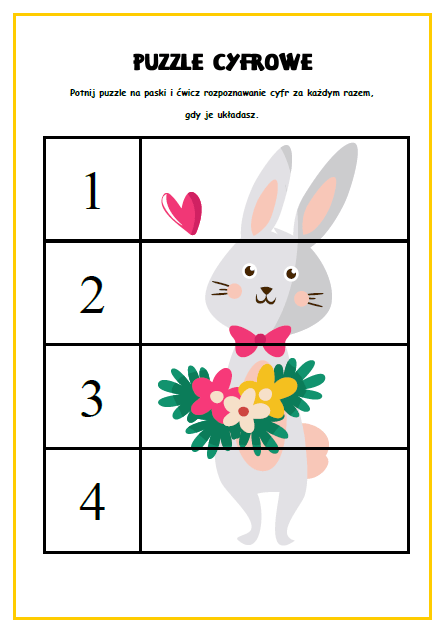 PUZZLE CYFROWE
Potnij puzzle na paski i ćwicz rozpoznawanie cyfr za każdym razem,
gdy je układasz.
1
2
3
4